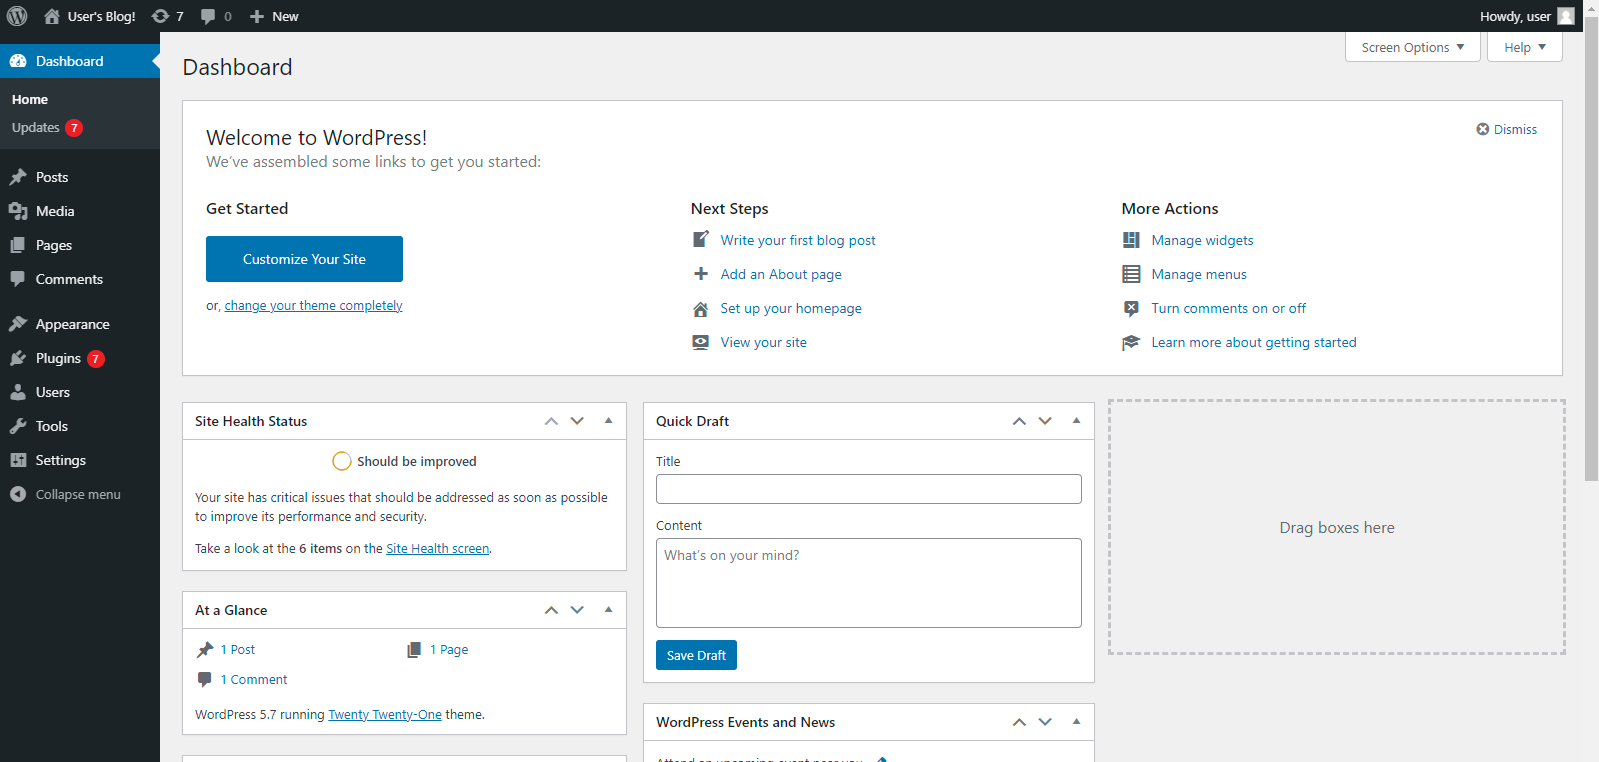 User's Blog! 7 0 New Howdy, user
Dashboard
Home
Updates 7
Posts
Media
Pages
Comments
Appearance
Plugins 7
Users
Tools
Settings
Collapse menu
Screen Options Help
Dashboard
Welcome to WordPress!
We've assembled some links to get you started:
Dismiss
Get Started
Customize Your Site
or, change your theme completely
Next Steps
Write your first blog post
Add an About page
Set up your homepage
View your site
More Actions
Manage widgets
Manage menus
Turn comments on or off
Learn more about getting started
Site Health Status
Should be improved
Your site has critical issues that should be addressed as soon as possible
to improve its performance and security.
Take a look at the 6 items on the Site Health screen.
At a Glance
1 Post 1 Page
1 Comment
WordPress 5.7 running Twenty Twenty-One theme.
Quick Draft
Title
Content
What's on your mind?
Save Draft
WordPress Events and News
Attend an upcoming event near you.
Drag boxes here